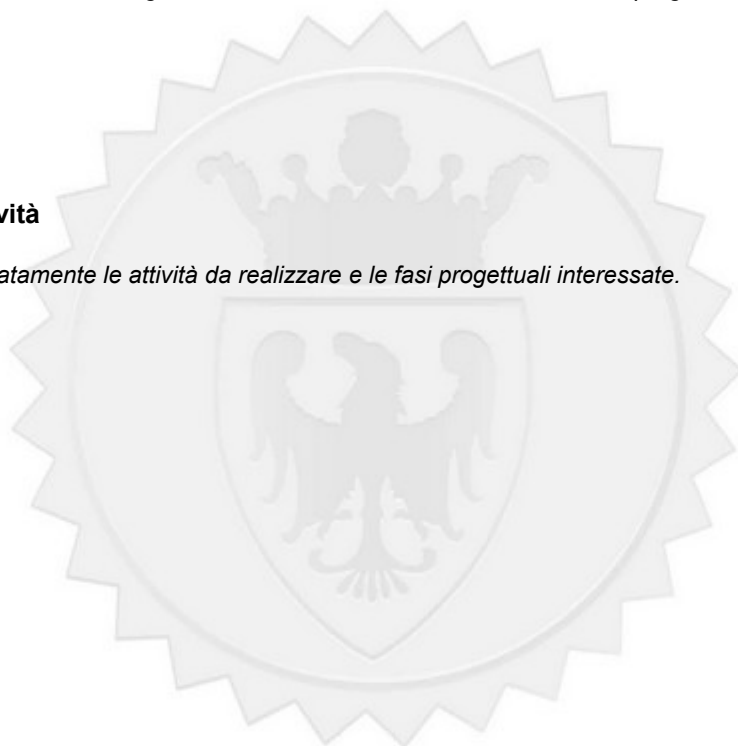 vità
atamente le attività da realizzare e le fasi progettuali interessate.